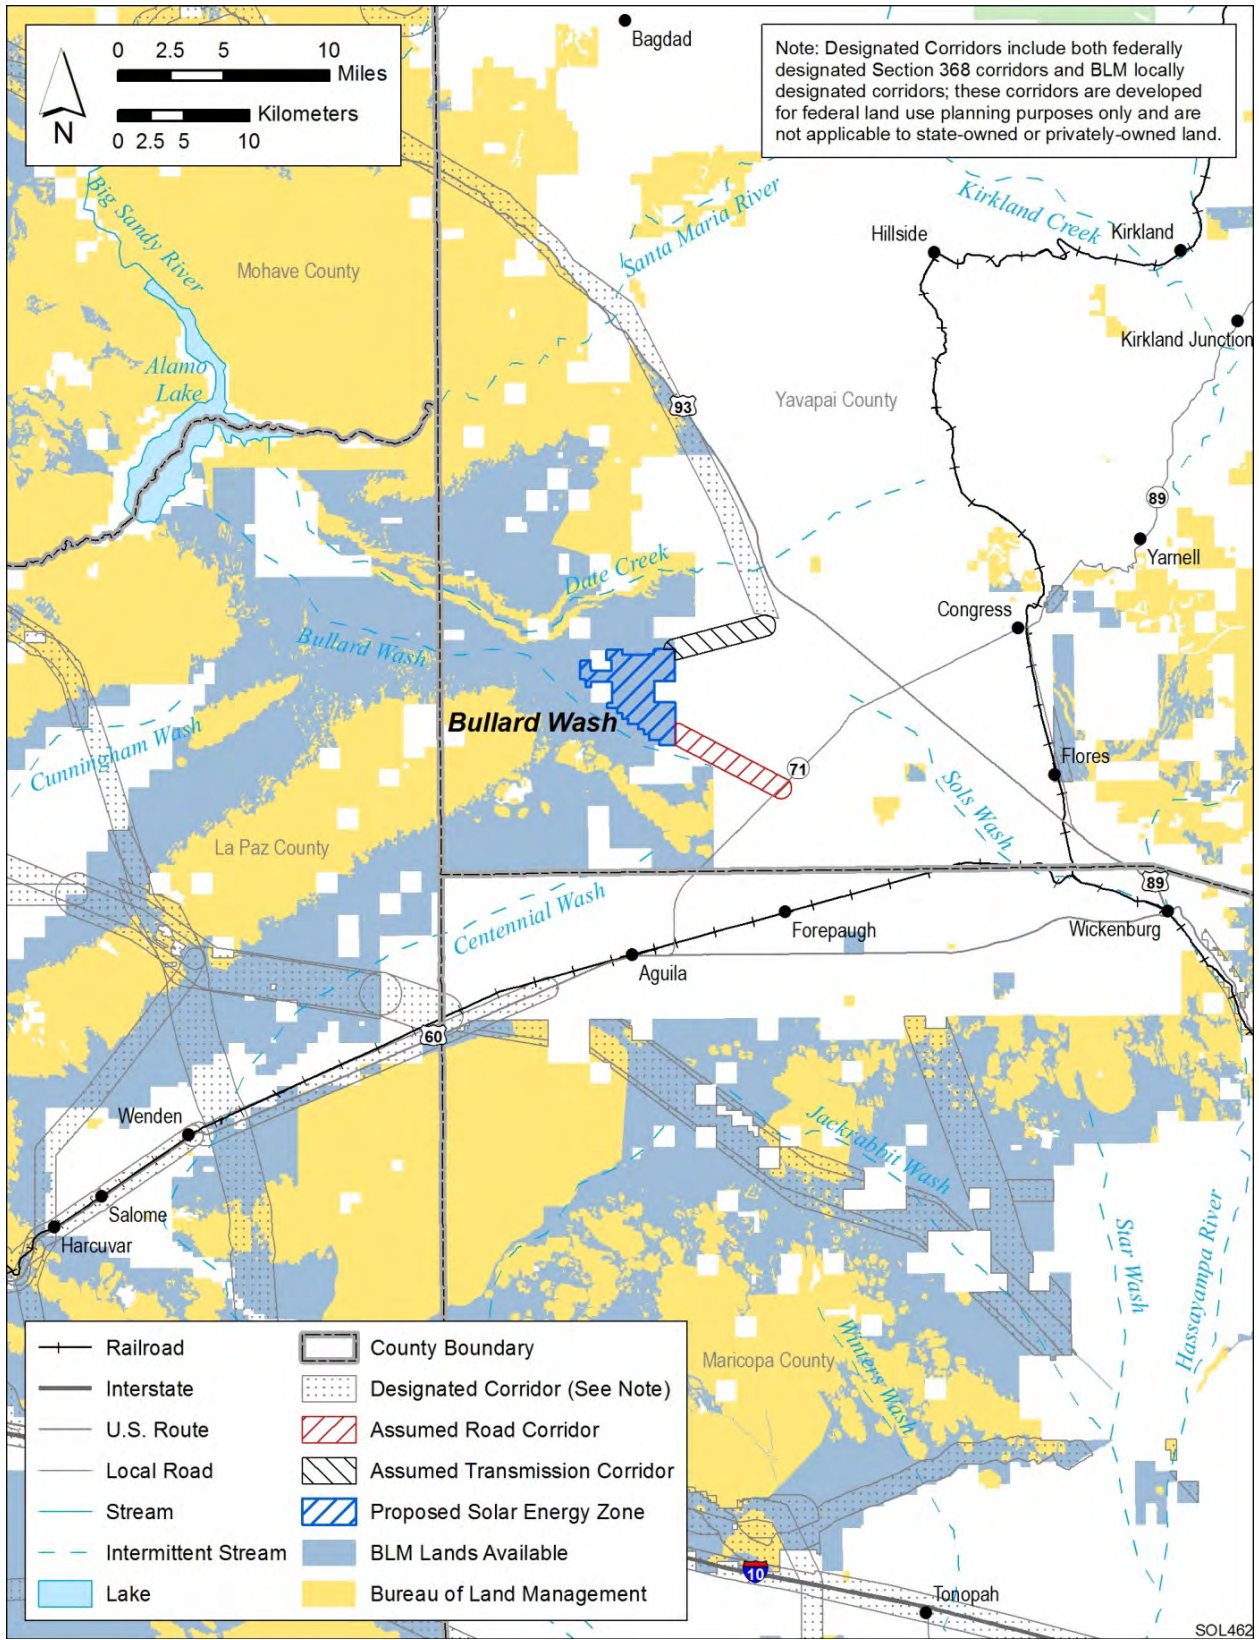 0 2.5 5 10
Miles
Kilometers
0 2.5 5 10
N
Bagdad
Note: Designated Corridors include both federally
designated Section 368 corridors and BLM locally
designated corridors; these corridors are developed
for federal land use planning purposes only and are
not applicable to state-owned or privately-owned land.
Big Sandy River
Santa Maria River
Kirkland Creek
Hillside
Kirkland
Mohave County
Kirkland Junction
Alamo
Lake
93
Yavapai County
89
Yarnell
Date Creek
Congress
Bullard Wash
Bullard Wash
Cunningham Wash
71
Flores
Sols Wash
La Paz County
89
Centennial Wash
Forepaugh
Wickenburg
Aguila
60
Wenden
Jackrabbit Wash
Salome
Harcuvar
Star Wash
Hassayampa River
Winters Wash
Maricopa County
Railroad
Interstate
U.S. Route
Local Road
Stream
Intermittent Stream
Lake
County Boundary
Designated Corridor (See Note)
Assumed Road Corridor
Assumed Transmission Corridor
Proposed Solar Energy Zone
BLM Lands Available
Bureau of Land Management
10
Tonopah
SOL462